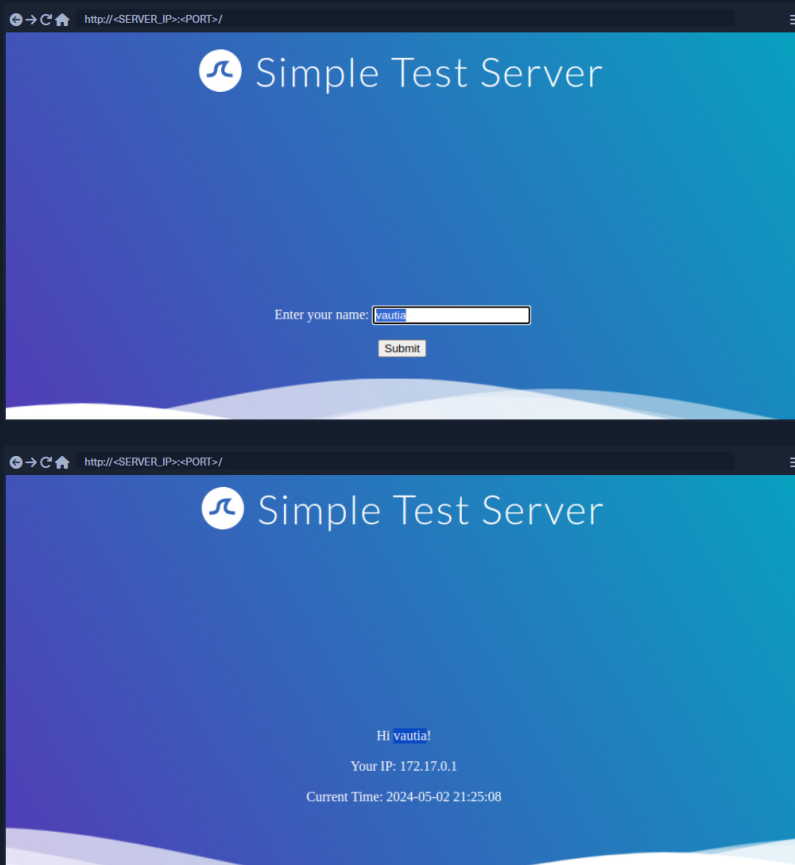 http://<SERVER_IP>:<PORT>/
Simple Test Server
Enter your name: vautia
Submit
http://<SERVER_IP>:<PORT>/
Simple Test Server
Hi vautia!
Your IP: 172.17.0.1
Current Time: 2024-05-02 21:25:08